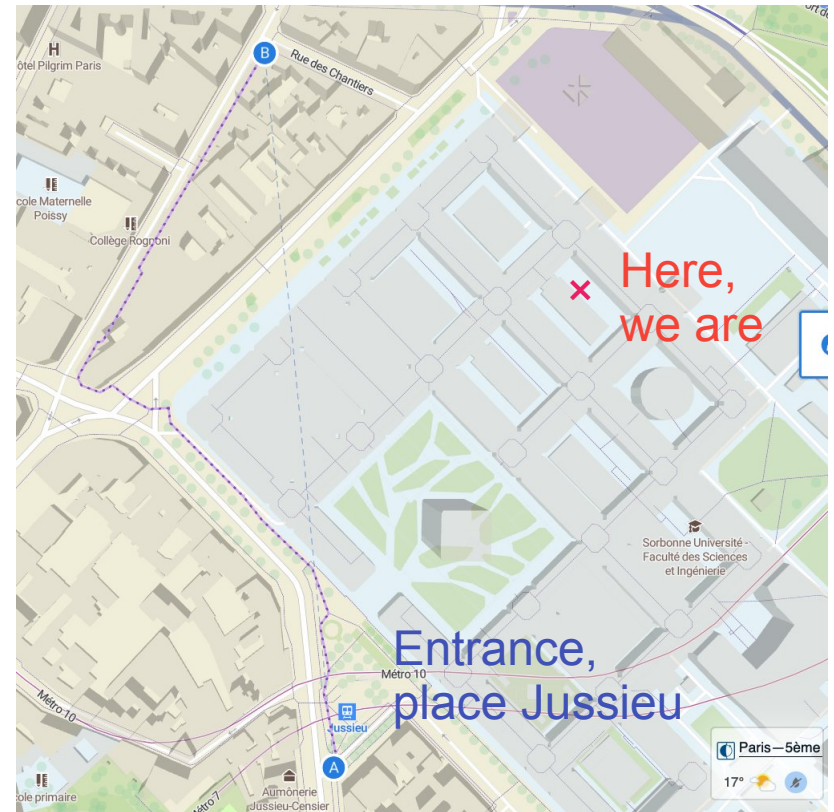 H
ôtel Pilgrim Paris
B
Rue des Chantiers
cole Maternelle
Poissy
Collège Rognoni
Here,
we are
Sorbonne Université -
Faculté des Sciences
et Ingénierie
Entrance,
place Jussieu
Métro 10
Métro 10
Jussieu
A
Aumônerie
Jussieu-Censier
Métro 7
ole primaire
Paris—5ème
17°